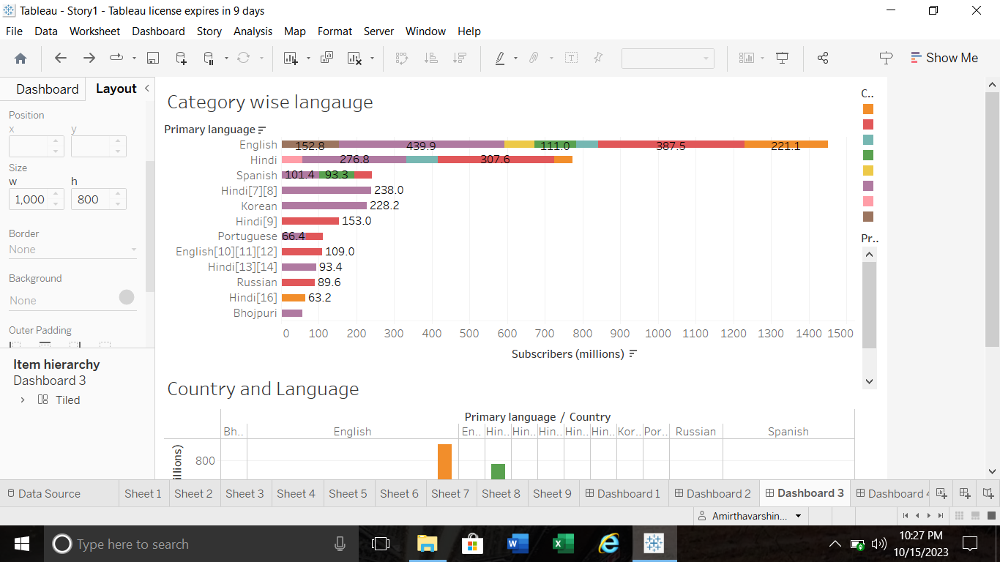 Tableau - Story1 - Tableau license expires in 9 days
File Data Worksheet Dashboard Story Analysis Map Format Server Window Help
Show Me
Dashboard Layout
Position
x y
Size
w h
1,000 800
Border
None
Background
None
Outer Padding
Item hierarchy
Dashboard 3
Tiled
Category wise langauge
Primary language
English 152.8 439.9 111.0 387.5 221.1
Hindi 276.8 307.6
Spanish 101.4 93.3
Hindi[7][8] 238.0
Korean 228.2
Hindi[9] 153.0
Portuguese 66.4
English[10][11][12] 109.0
Hindi[13][14] 93.4
Russian 89.6
Hindi[16] 63.2
Bhojpuri
0 100 200 300 400 500 600 700 800 900 1000 1100 1200 1300 1400 1500
Subscribers (millions)
C..
Pr..
Country and Language
Primary language / Country
Bh.. English En.. Hin.. Hin.. Hin.. Hin.. Hin.. Kor.. Por.. Russian Spanish
illions)
800
Data Source Sheet 1 Sheet 2 Sheet 3 Sheet 4 Sheet 5 Sheet 6 Sheet 7 Sheet 8 Sheet 9 Dashboard 1 Dashboard 2 Dashboard 3 Dashboard 4
Amirthavarshin...
Type here to search
10:27 PM
10/15/2023